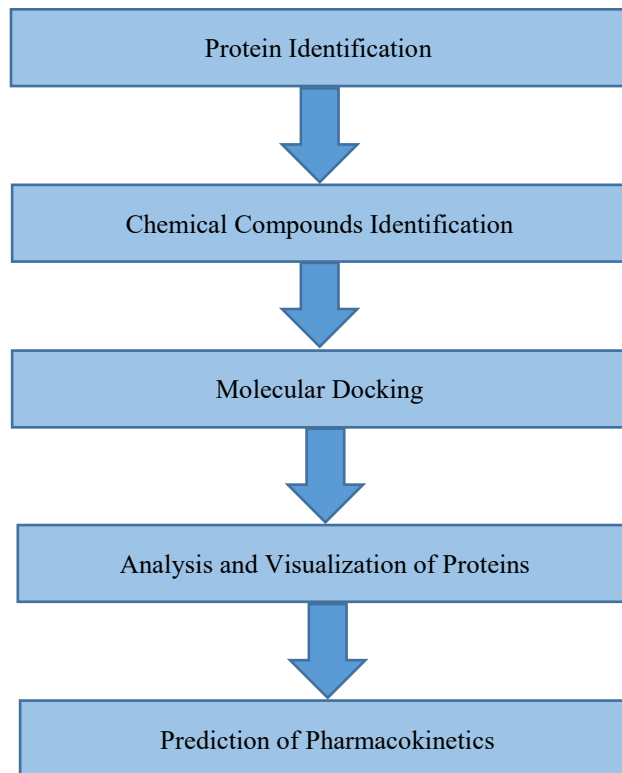 Protein Identification
Chemical Compounds Identification
Molecular Docking
Analysis and Visualization of Proteins
Prediction of Pharmacokinetics